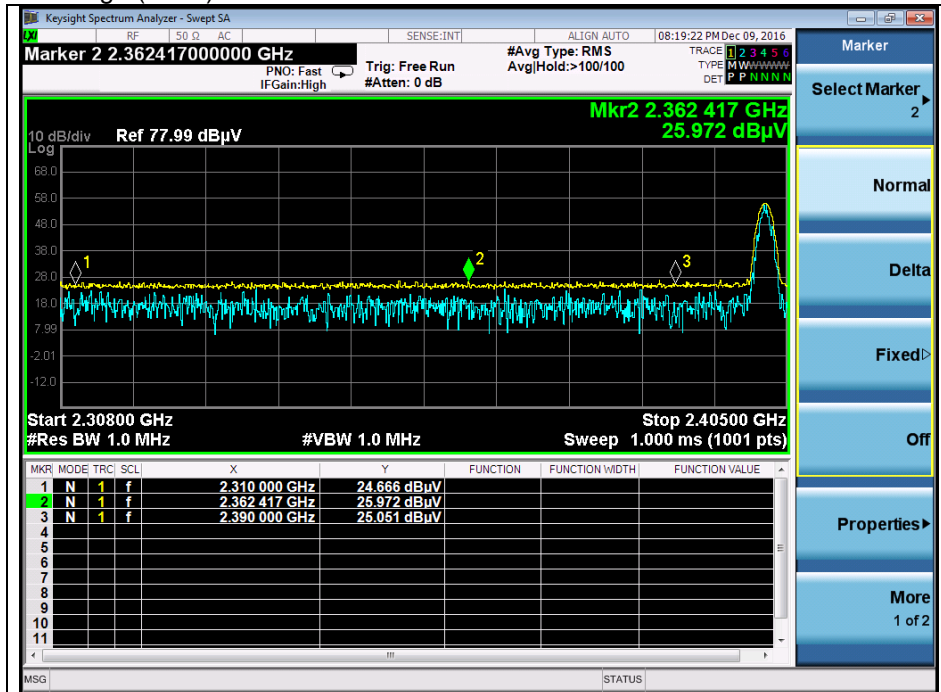 Keysight Spectrum Analyzer - Swept SA
LXI RF 50 Ω AC SENSE:INT ALIGN AUTO 08:19:22 PM Dec 09, 2016
Marker 2 2.362417000000 GHz
PNO: Fast
IFGain:High
Trig: Free Run
#Atten: 0 dB
#Avg Type: RMS
Avg|Hold:>100/100
TRACE 1 2 3 4 5 6
TYPE M W W W W W
DET P P N N N N
Mkr2 2.362 417 GHz
25.972 dBµV
10 dB/div Ref 77.99 dBµV
Log
68.0
58.0
48.0
38.0
28.0
18.0
7.99
-2.01
-12.0
1
2
3
Start 2.30800 GHz Stop 2.40500 GHz
#Res BW 1.0 MHz #VBW 1.0 MHz Sweep 1.000 ms (1001 pts)
MKR MODE TRC SCL X Y FUNCTION FUNCTION WIDTH FUNCTION VALUE
1 N 1 f 2.310 000 GHz 24.666 dBµV
2 N 1 f 2.362 417 GHz 25.972 dBµV
3 N 1 f 2.390 000 GHz 25.051 dBµV
4
5
6
7
8
9
10
11
MSG STATUS
Marker
Select Marker
2
Normal
Delta
Fixed
Off
Properties
More
1 of 2